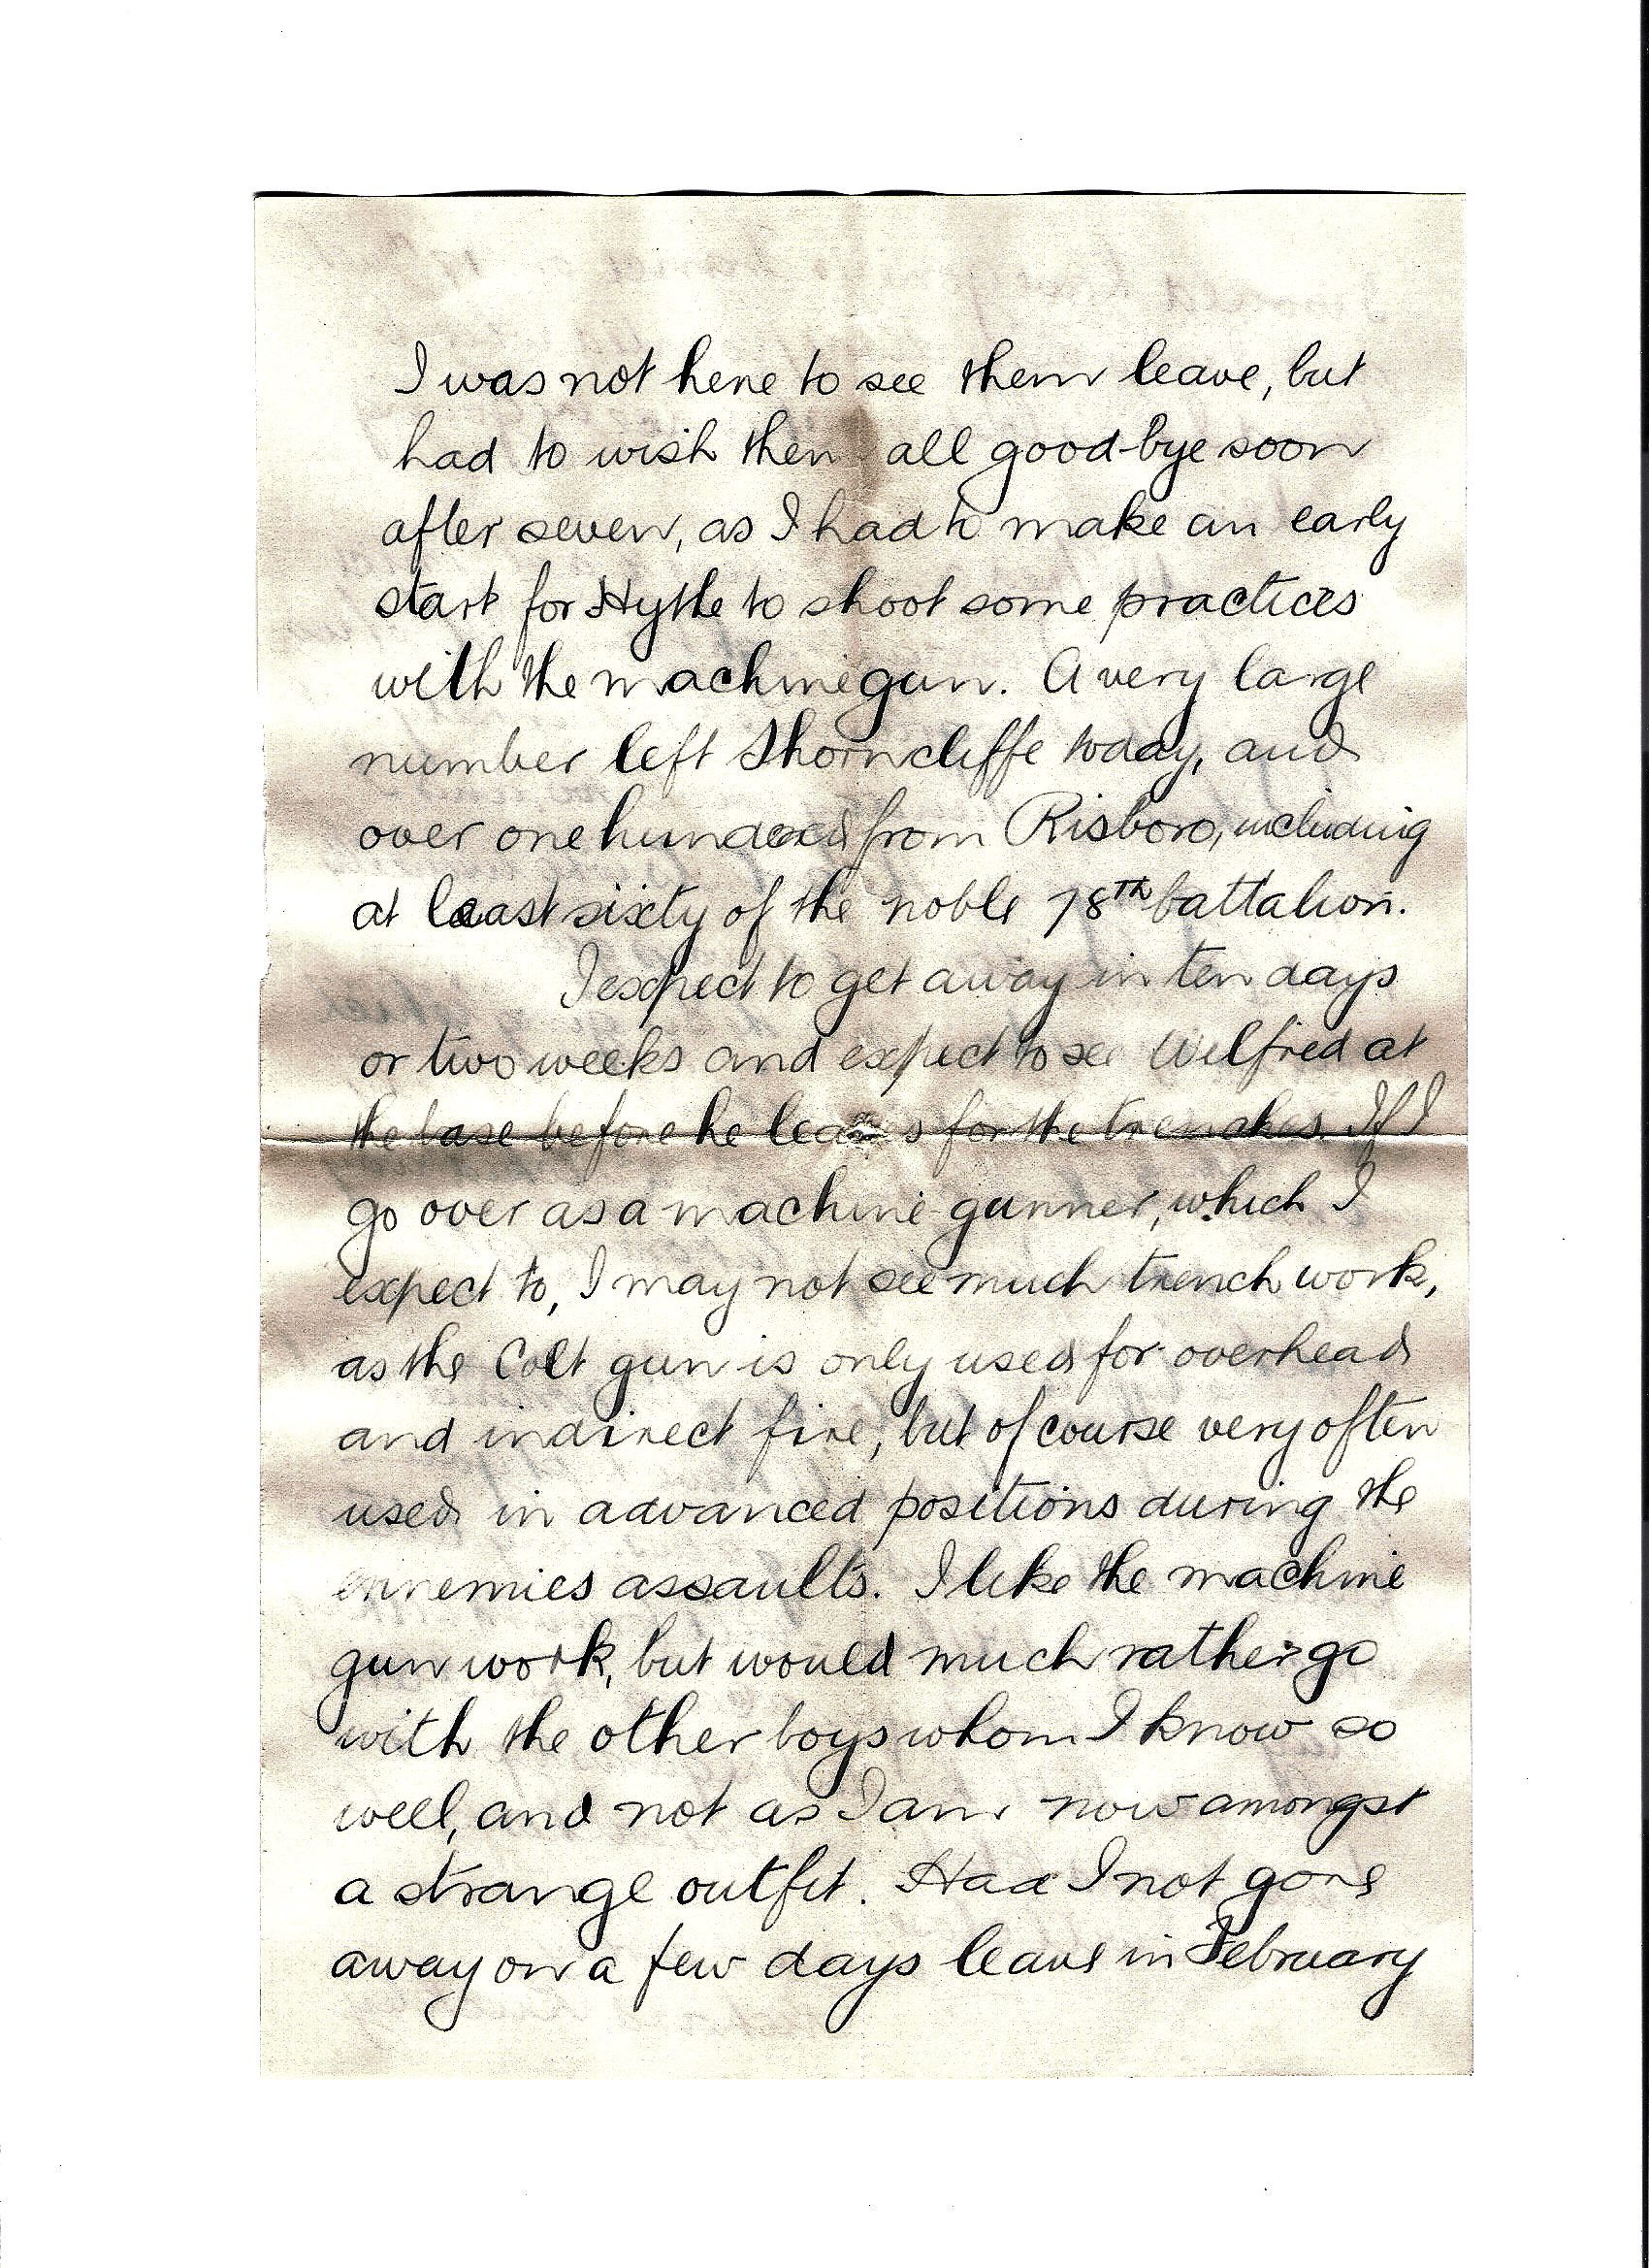 I was not here to see them leave, but
had to wish them all good-bye soon
after seven, as I had to make an early
start for Hythe to shoot some practices
with the machine gun. A very large
number left Shorncliffe today, and
over one hundred from Risboro, including
at least sixty of the noble 78th battalion.
I expect to get away in ten days
or two weeks and expect to see Wilfred at
the base before he leaves for the trenches. If I
go over as a machine gunner, which I
expect to, I may not see much trench work,
as the Colt gun is only used for overhead
and indirect fire, but of course very often
used in advanced positions during the
ennemies assaults. I like the machine
gun work, but would much rather go
with the other boys whom I know so
well, and not as I am now amongst
a strange outfit. Had I not gone
away on a few days leave in February